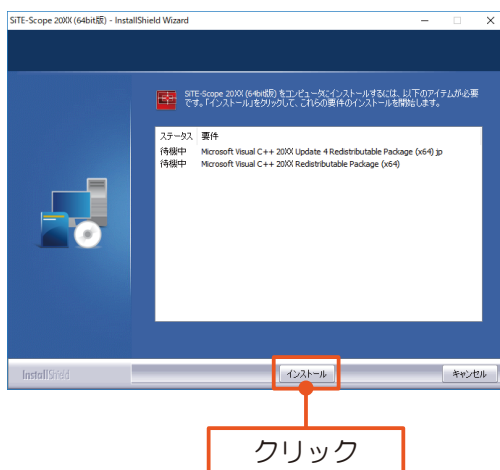 SiTE-Scope 20XX (64bit版) - InstallShield Wizard
SiTE-Scope 20XX (64bit版) をコンピュータにインストールするには、以下のアイテムが必要
です。「インストール」をクリックして、これらの要件のインストールを開始します。
ステータス 要件
待機中 Microsoft Visual C++ 20XX Update 4 Redistributable Package (x64) jp
待機中 Microsoft Visual C++ 20XX Redistributable Package (x64)
InstallShield
インストール
キャンセル
クリック